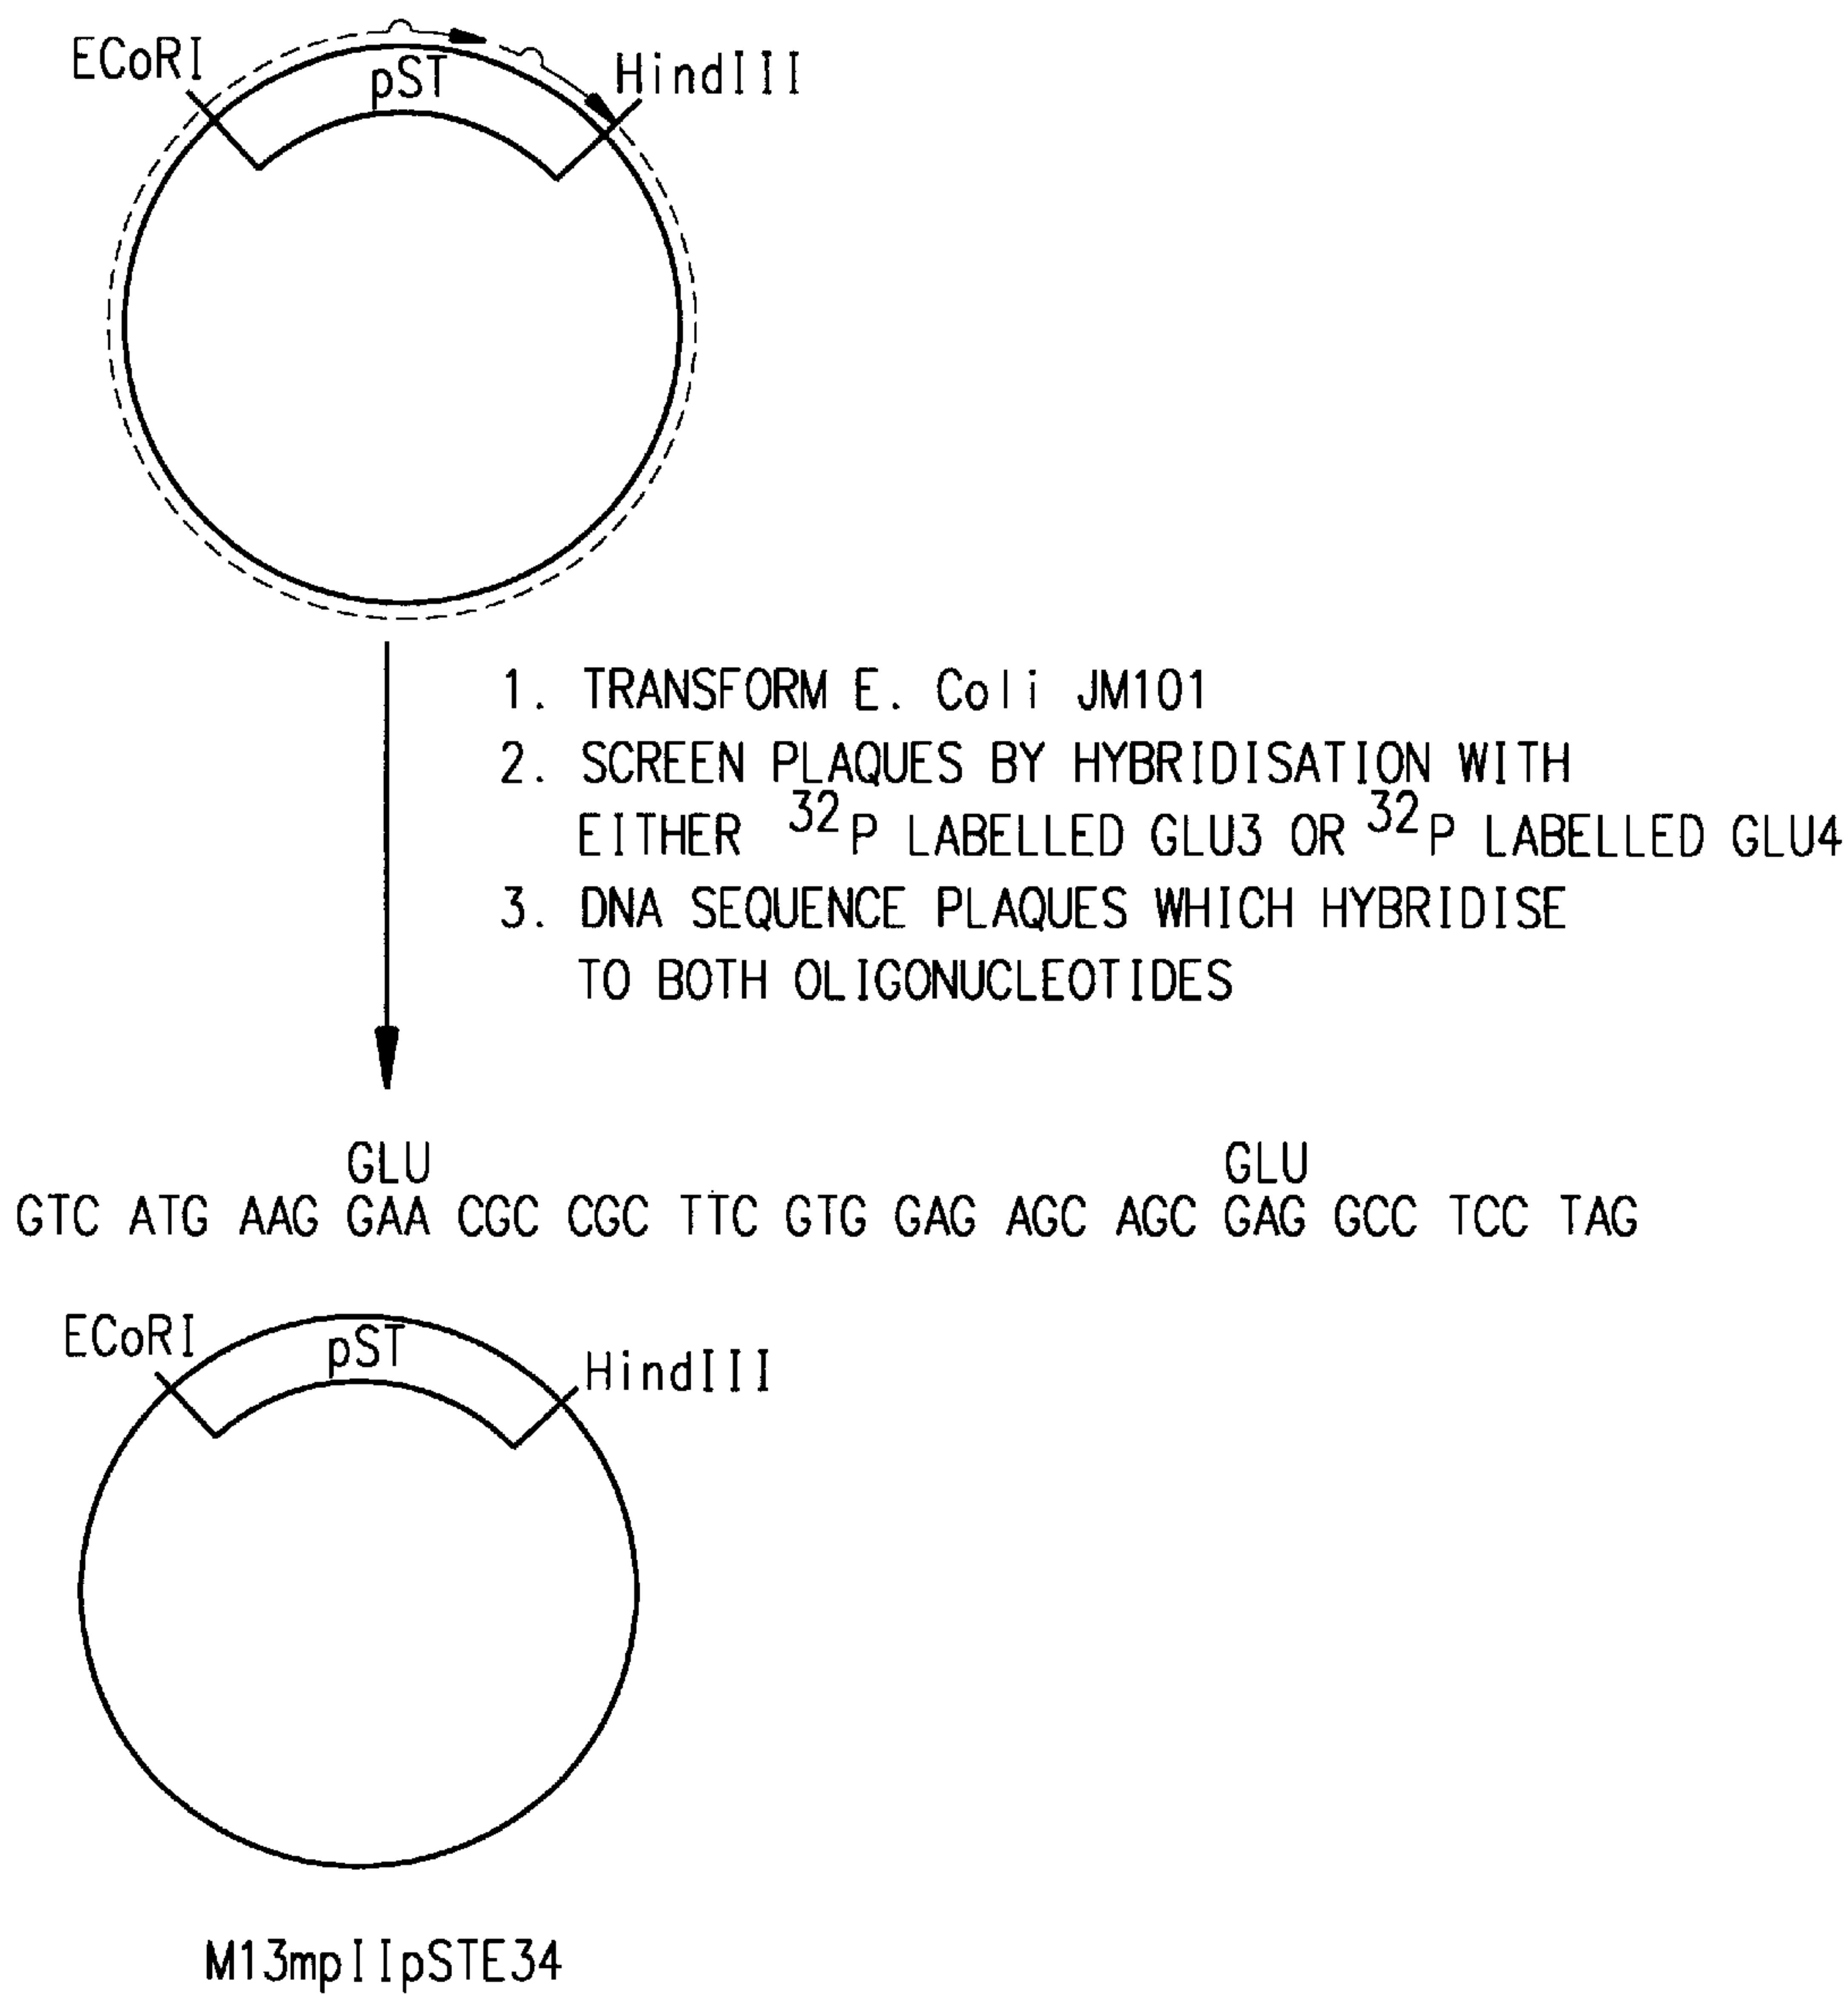 ECoRI
pST
HindIII
1. TRANSFORM E. Coli JM101
2. SCREEN PLAQUES BY HYBRIDISATION WITH
EITHER 32P LABELLED GLU3 OR 32P LABELLED GLU4
3. DNA SEQUENCE PLAQUES WHICH HYBRIDISE
TO BOTH OLIGONUCLEOTIDES
GLU GLU
GTC ATG AAG GAA CGC CGC TTC GTG GAG AGC AGC GAG GCC TCC TAG
ECoRI
pST
HindIII
M13mpIIpSTE34